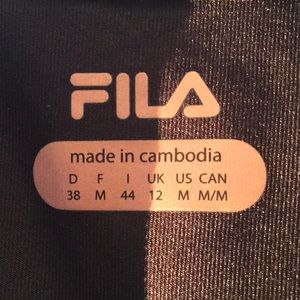 FILA
made in cambodia
D F I UK US CAN
38 M 44 12 M M/M